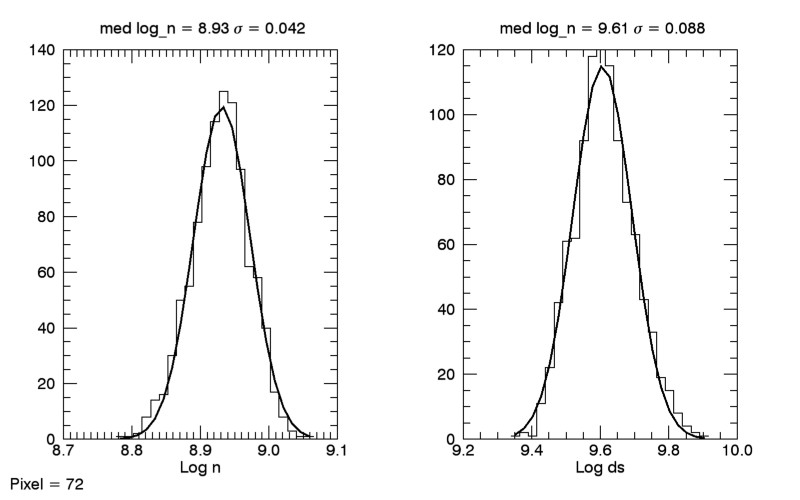 med log_n = 8.93 σ = 0.042
140
120
100
80
60
40
20
0
8.7 8.8 8.9 9.0 9.1
Log n
med log_n = 9.61 σ = 0.088
120
100
80
60
40
20
0
9.2 9.4 9.6 9.8 10.0
Log ds
Pixel = 72